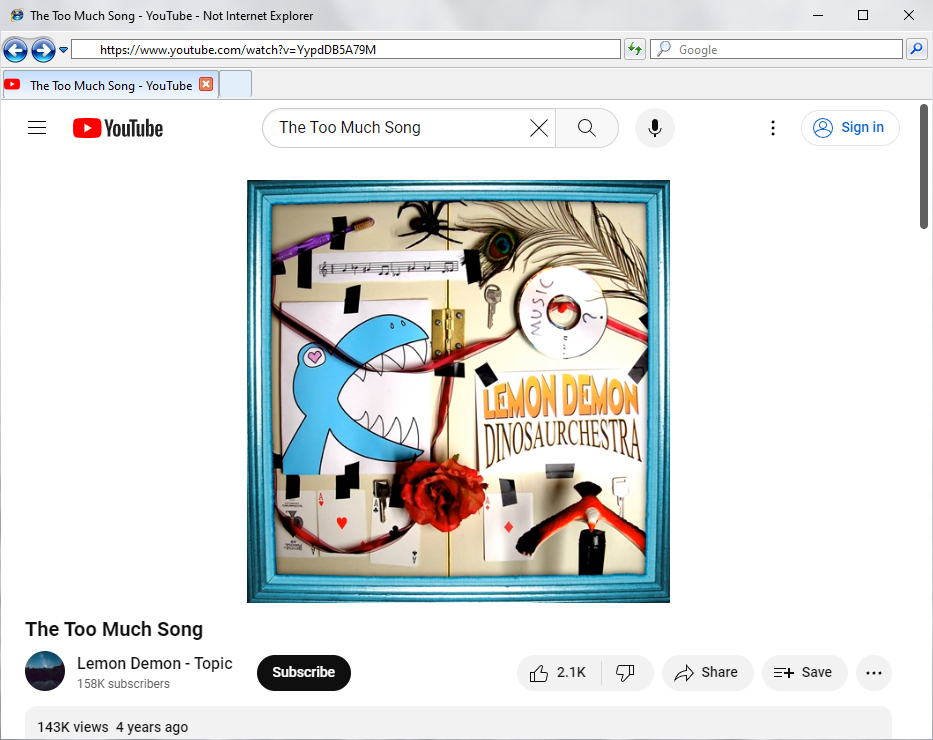 The Too Much Song - YouTube - Not Internet Explorer
https://www.youtube.com/watch?v=YypdDB5A79M
Google
The Too Much Song - YouTube
YouTube
The Too Much Song
Sign in
MUSIC
?
LEMON DEMON
DINOSAURCHESTRA
A
A
A
A
A
The Too Much Song
Lemon Demon - Topic
158K subscribers
Subscribe
2.1K
Share
Save
143K views 4 years ago